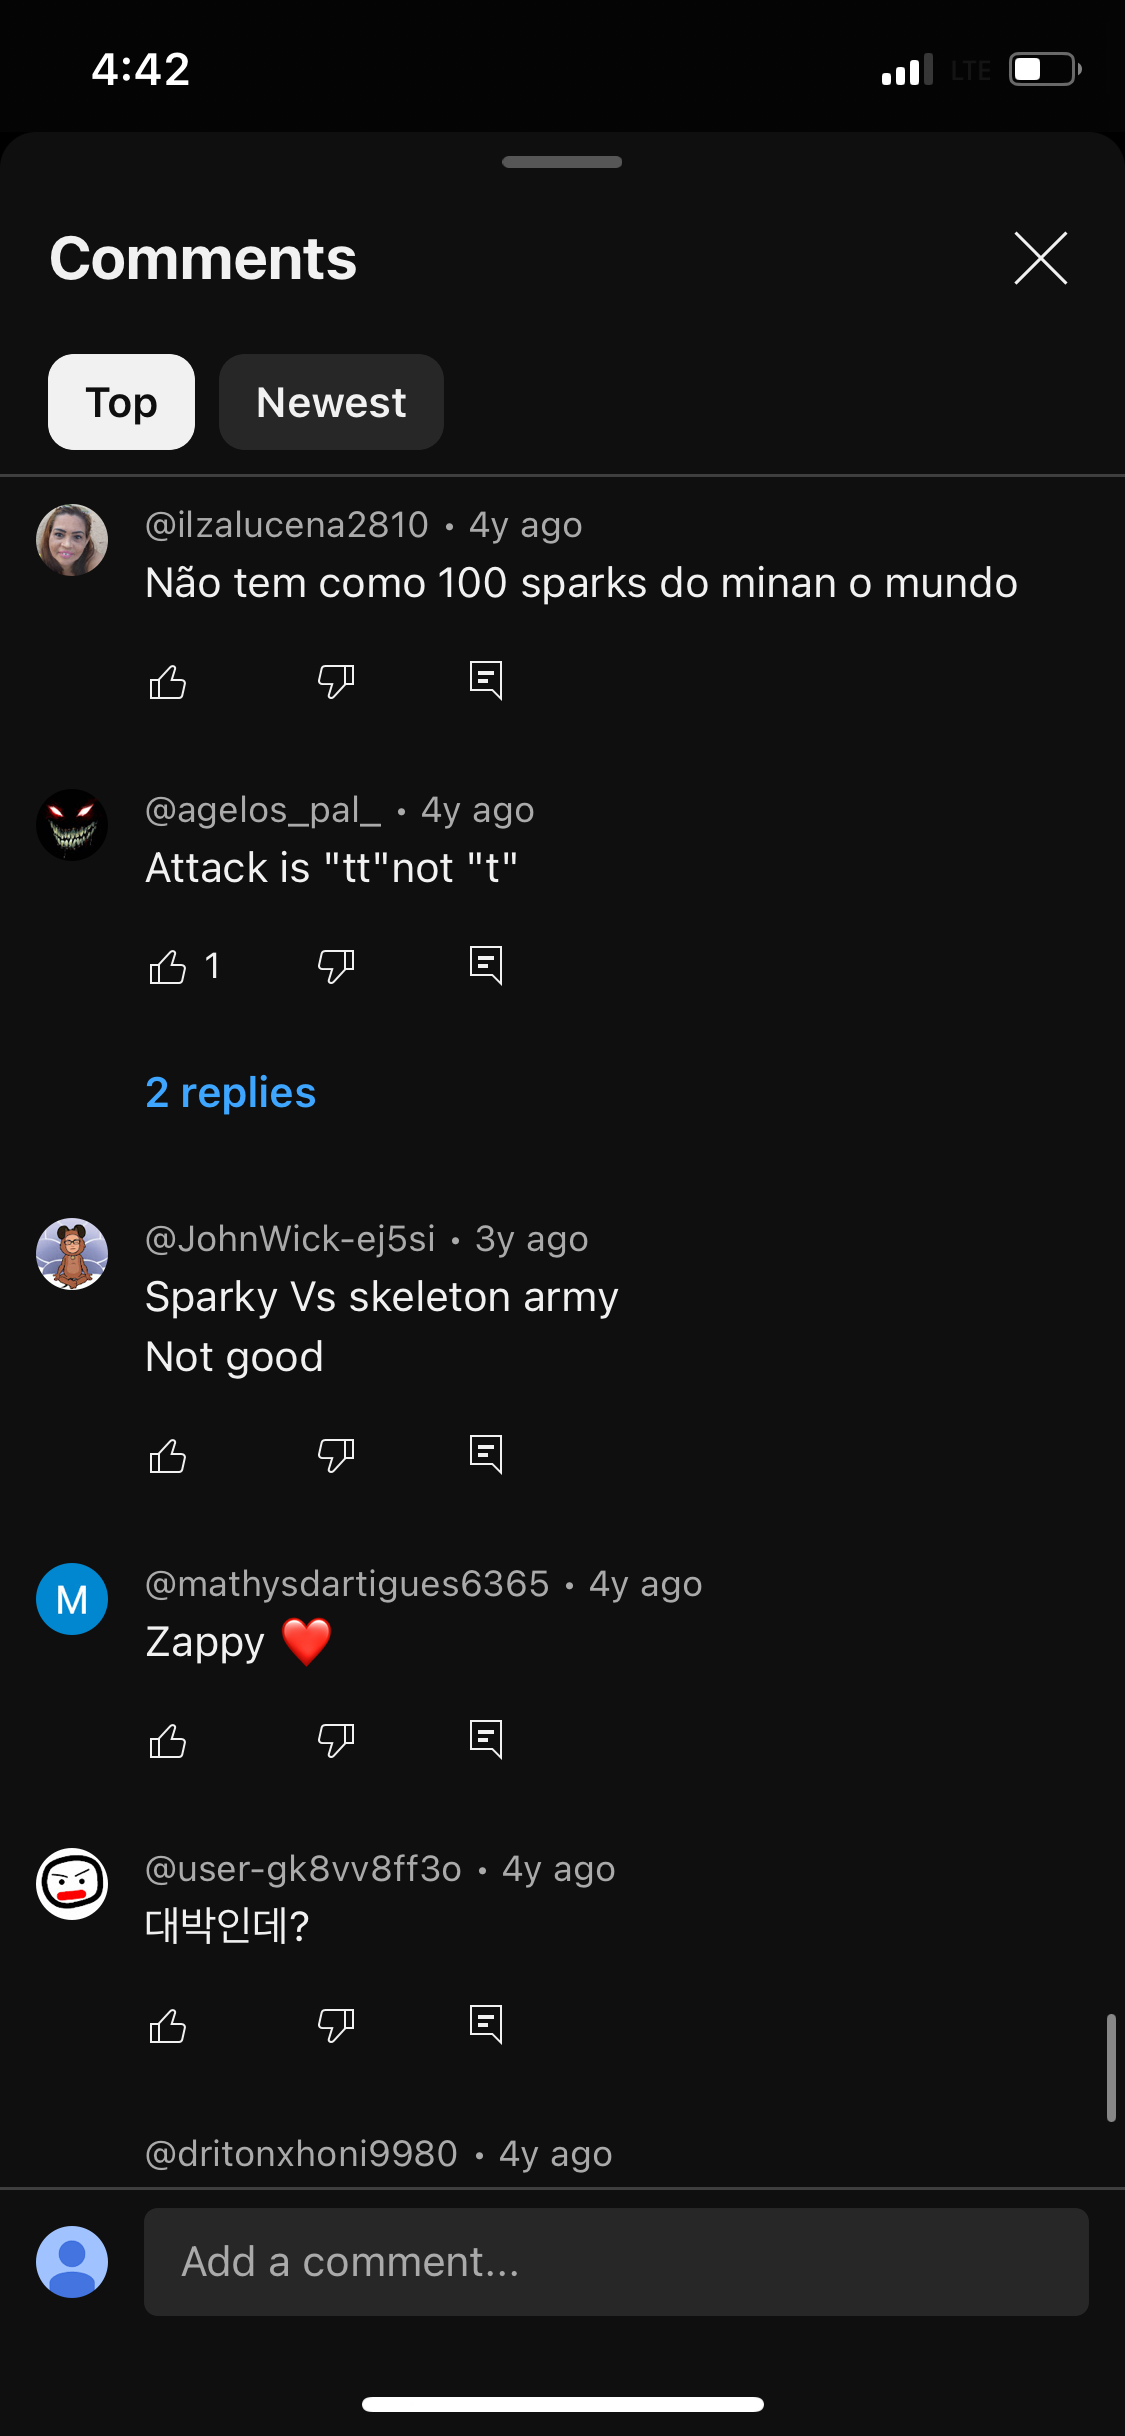 4:42
LTE
Comments
Top
Newest
@ilzalucena2810 • 4y ago
Não tem como 100 sparks do minan o mundo
@agelos_pal_ • 4y ago
Attack is "tt"not "t"
1
2 replies
@JohnWick-ej5si • 3y ago
Sparky Vs skeleton army
Not good
M
@mathysdartigues6365 • 4y ago
Zappy ❤️
@user-gk8vv8ff3o • 4y ago
대박인데?
@dritonxhoni9980 • 4y ago
Add a comment...